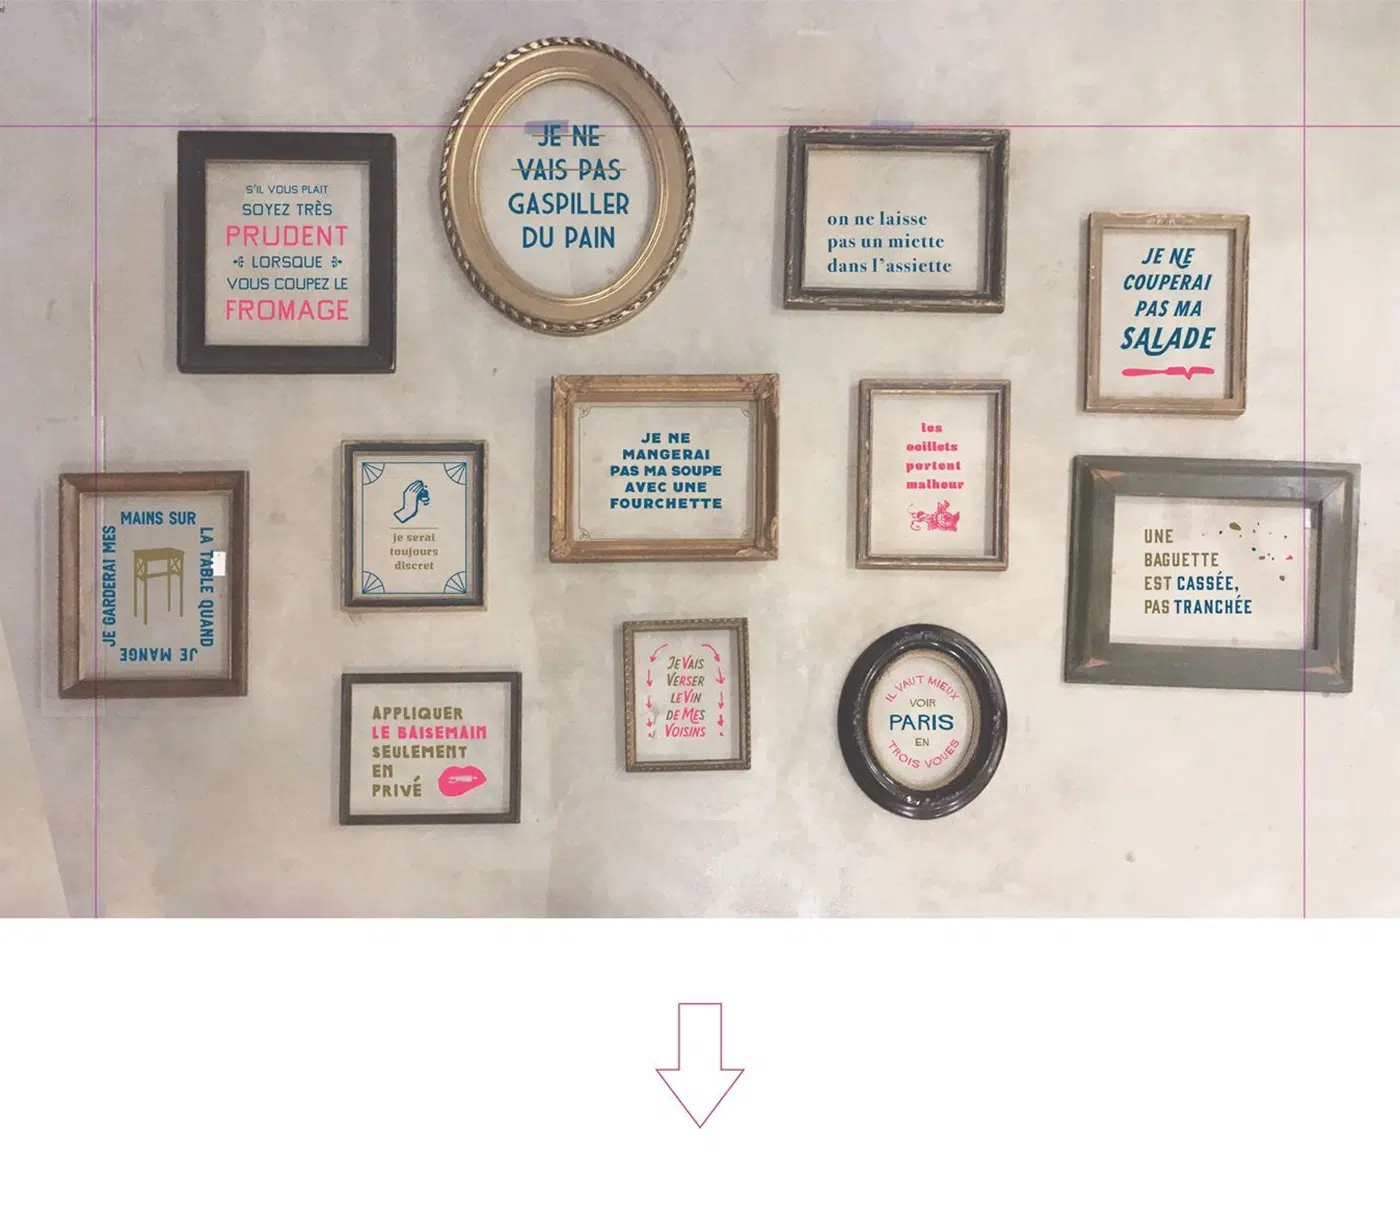 S'IL VOUS PLAIT
SOYEZ TRÈS
PRUDENT
LORSQUE
VOUS COUPEZ LE
FROMAGE
JE NE
VAIS PAS
GASPILLER
DU PAIN
on ne laisse
pas un miette
dans l'assiette
JE NE
COUPERAI
PAS MA
SALADE
JE NE
MANGERAI
PAS MA SOUPE
AVEC UNE
FOURCHETTE
les
oeillets
portent
malheur
JE GARDERAI MES
MAINS SUR
LA TABLE QUAND
JE MANGE
je serai
toujours
discret
UNE
BAGUETTE
EST CASSÉE,
PAS TRANCHÉE
APPLIQUER
LE BAISEMAIN
SEULEMENT
EN
PRIVÉ
JE VAIS
VERSER
LE VIN
DE MES
VOISINS
IL VAUT MIEUX
VOIR
PARIS
EN
TROIS VOUES